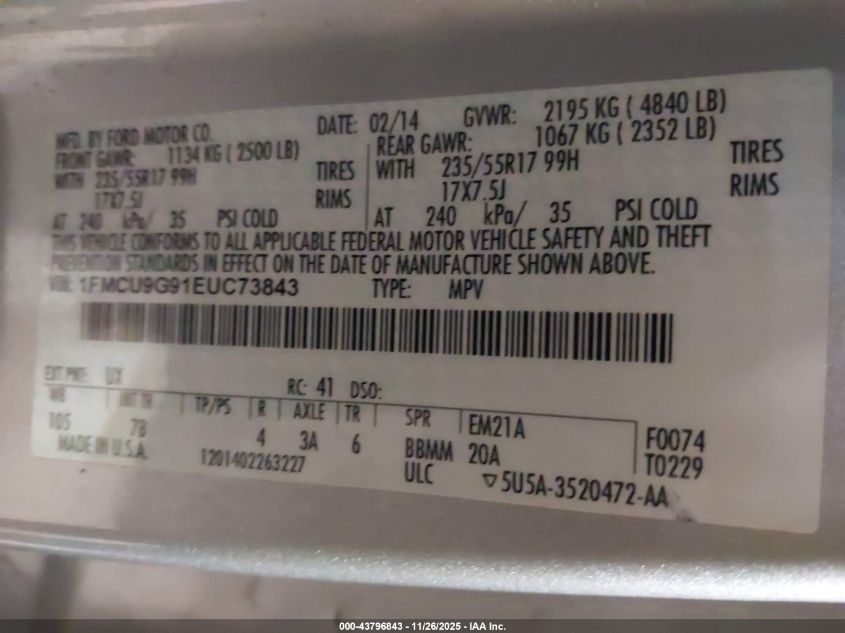 MFD. BY FORD MOTOR CO. DATE: 02/14 GVWR: 2195 KG ( 4840 LB)
FRONT GAWR: 1134 KG ( 2500 LB) REAR GAWR: 1067 KG ( 2352 LB)
WITH 235/55R17 99H TIRES WITH 235/55R17 99H TIRES
17X7.5J RIMS 17X7.5J RIMS
AT 240 kPa/ 35 PSI COLD AT 240 kPa/ 35 PSI COLD
THIS VEHICLE CONFORMS TO ALL APPLICABLE FEDERAL MOTOR VEHICLE SAFETY AND THEFT
PREVENTION STANDARDS IN EFFECT ON THE DATE OF MANUFACTURE SHOWN ABOVE.
VIN: 1FMCU9G91EUC73843 TYPE: MPV
EXT PNT: UX RC: 41 DSO:
WB INT TR TP/PS R AXLE TR SPR EM21A F0074
105 7B 4 3A 6 BBMM 20A T0229
MADE IN U.S.A. 1201402263227 ULC ▽5U5A-3520472-AA
000-43796843 - 11/26/2025 - IAA Inc.